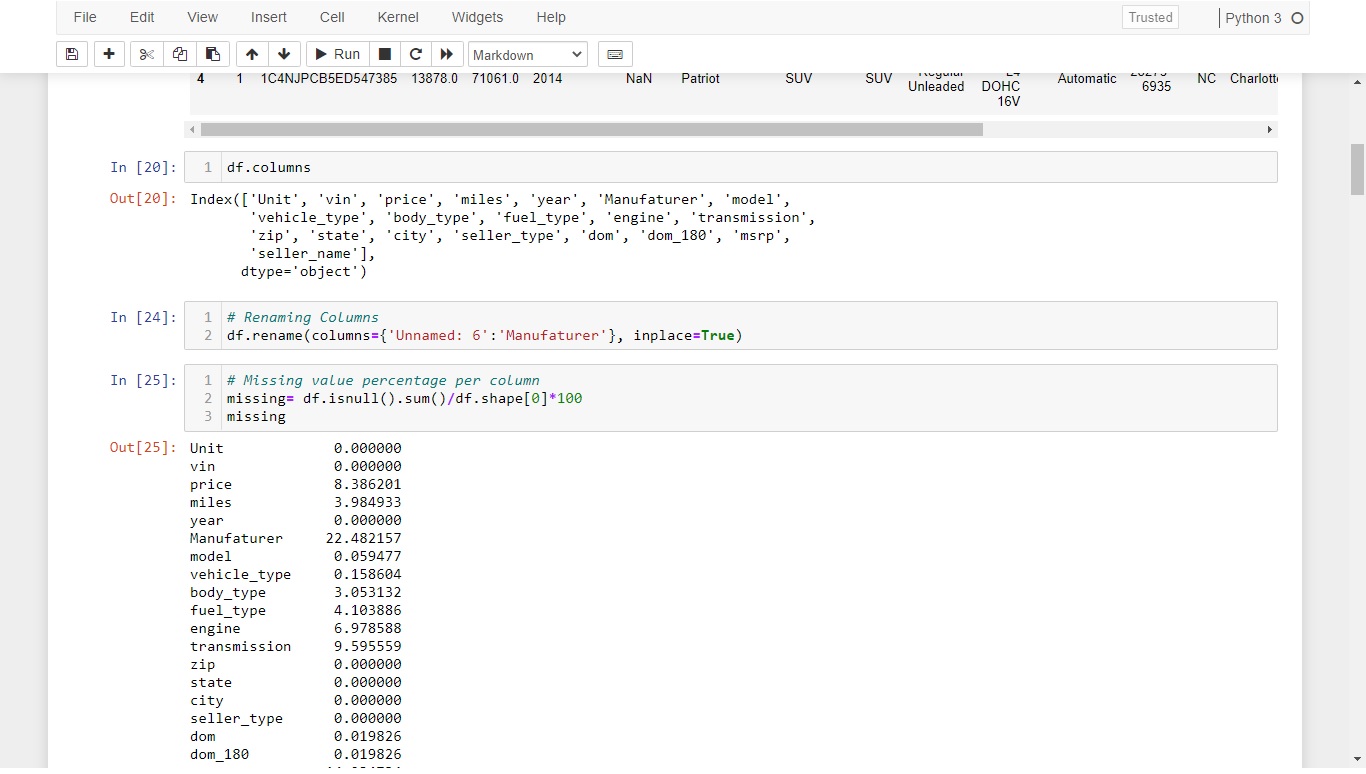 File Edit View Insert Cell Kernel Widgets Help Trusted Python 3
Run Markdown
4 1 1C4NJPCB5ED547385 13878.0 71061.0 2014 NaN Patriot SUV SUV Regular Automatic NC Charlott
Unleaded DOHC 6935
16V
In [20]: 1 df.columns
Out[20]: Index(['Unit', 'vin', 'price', 'miles', 'year', 'Manufaturer', 'model',
'vehicle_type', 'body_type', 'fuel_type', 'engine', 'transmission',
'zip', 'state', 'city', 'seller_type', 'dom', 'dom_180', 'msrp',
'seller_name'],
dtype='object')
In [24]: 1 # Renaming Columns
2 df.rename(columns={'Unnamed: 6':'Manufaturer'}, inplace=True)
In [25]: 1 # Missing value percentage per column
2 missing= df.isnull().sum()/df.shape[0]*100
3 missing
Out[25]: Unit 0.000000
vin 0.000000
price 8.386201
miles 3.984933
year 0.000000
Manufaturer 22.482157
model 0.059477
vehicle_type 0.158604
body_type 3.053132
fuel_type 4.103886
engine 6.978588
transmission 9.595559
zip 0.000000
state 0.000000
city 0.000000
seller_type 0.000000
dom 0.019826
dom_180 0.019826